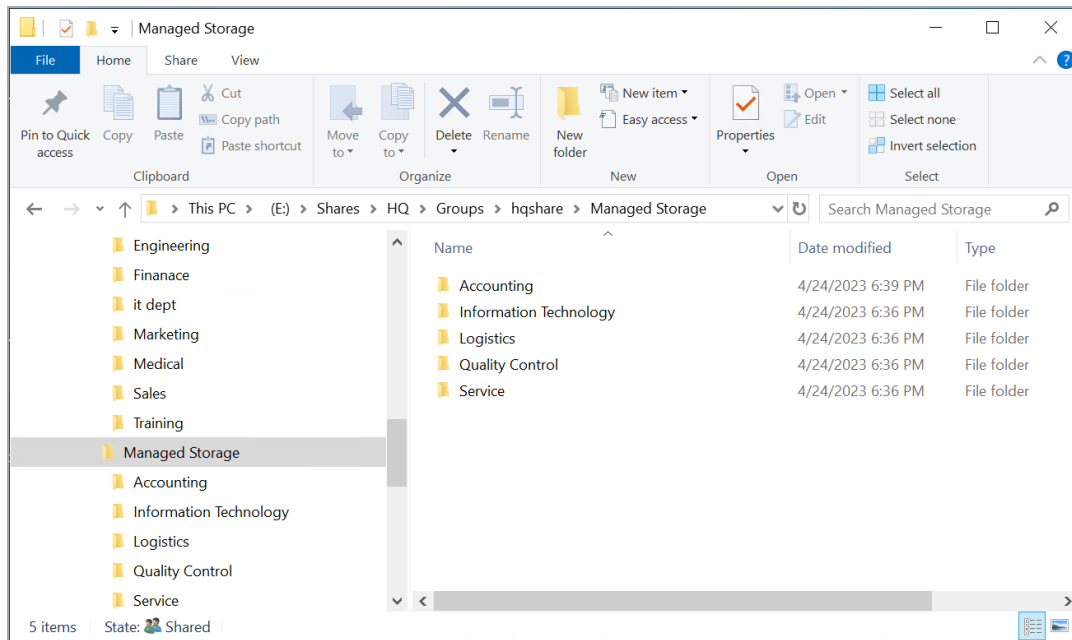 Managed Storage
File Home Share View ?
Pin to Quick access
Copy
Paste
Cut
Copy path
Paste shortcut
Move to
Copy to
Delete
Rename
New folder
New item
Easy access
Properties
Open
Edit
Select all
Select none
Invert selection
Clipboard Organize New Open Select
This PC > (E:) > Shares > HQ > Groups > hqshare > Managed Storage
Search Managed Storage
Engineering
Finanace
it dept
Marketing
Medical
Sales
Training
Managed Storage
Accounting
Information Technology
Logistics
Quality Control
Service
Name Date modified Type
Accounting 4/24/2023 6:39 PM File folder
Information Technology 4/24/2023 6:36 PM File folder
Logistics 4/24/2023 6:36 PM File folder
Quality Control 4/24/2023 6:36 PM File folder
Service 4/24/2023 6:36 PM File folder
5 items State: Shared